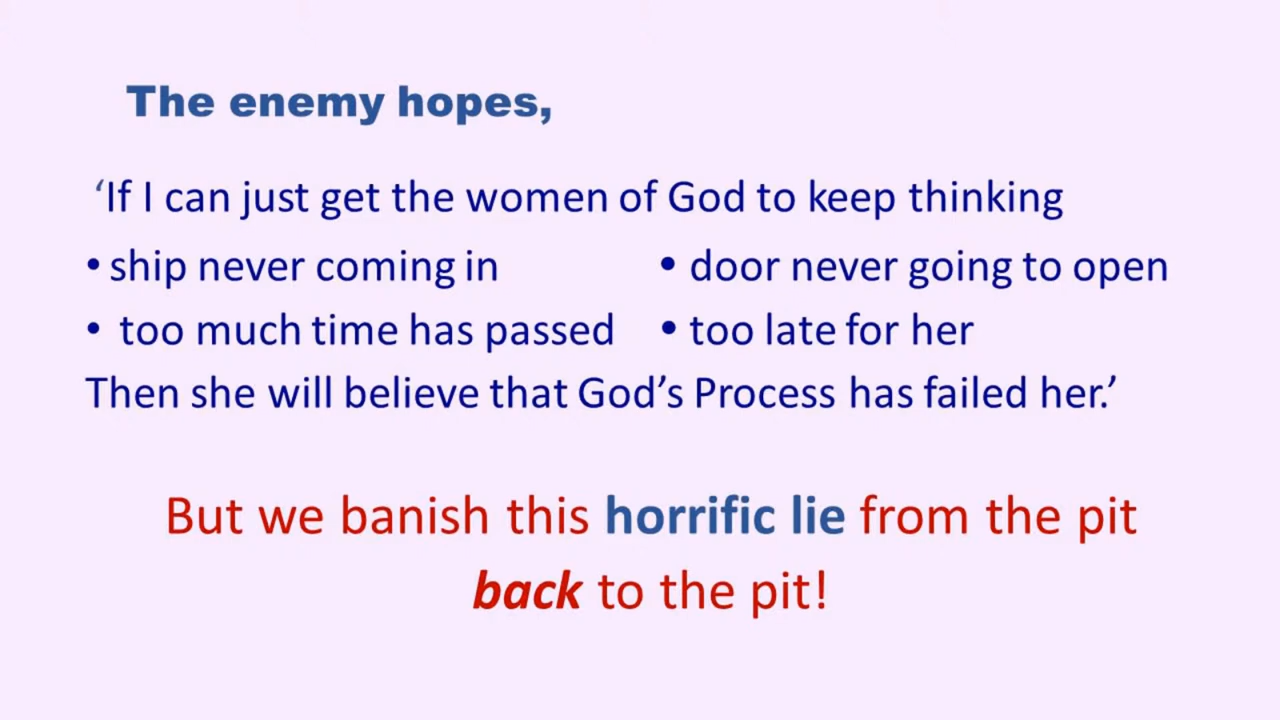 The enemy hopes,
‘If I can just get the women of God to keep thinking
• ship never coming in • door never going to open
• too much time has passed • too late for her
Then she will believe that God’s Process has failed her.’
But we banish this horrific lie from the pit
back to the pit!